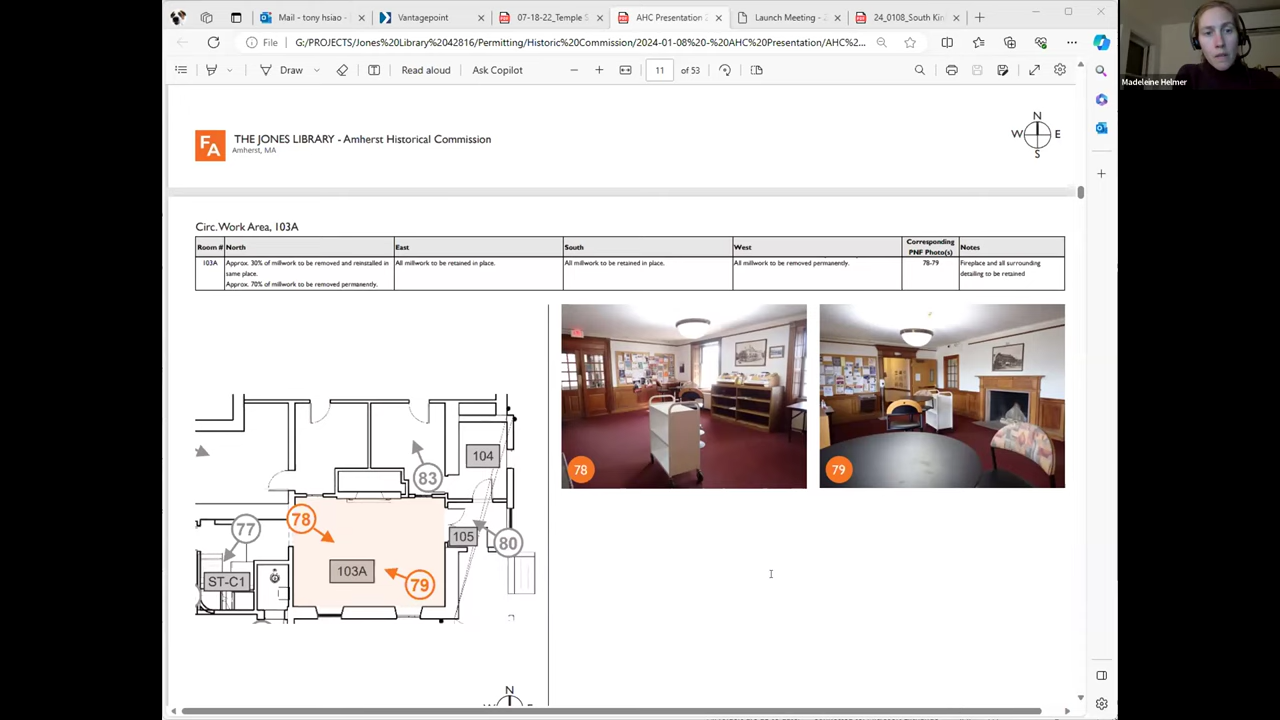 Mail - tony hsiao - Vantagepoint 07-18-22_Temple S AHC Presentation 2 Launch Meeting - Z 24_0108_South Kin
File G:/PROJECTS/Jones%20Library%2042816/Permitting/Historic%20Commission/2024-01-08%20-%20AHC%20Presentation/AHC%...
Draw Read aloud Ask Copilot 11 of 53
Madeleine Helmer
FA
THE JONES LIBRARY - Amherst Historical Commission
Amherst, MA
N
W E
S
Circ. Work Area, 103A
Room # North East South West Corresponding PNF Photo(s) Notes
103A Approx. 30% of millwork to be removed and reinstalled in All millwork to be retained in place. All millwork to be retained in place. All millwork to be removed permanently. 78-79 Fireplace and all surrounding
same place. detailing to be retained
Approx. 70% of millwork to be removed permanently.
78
79
104
83
78
77
105
80
103A
79
ST-C1
N